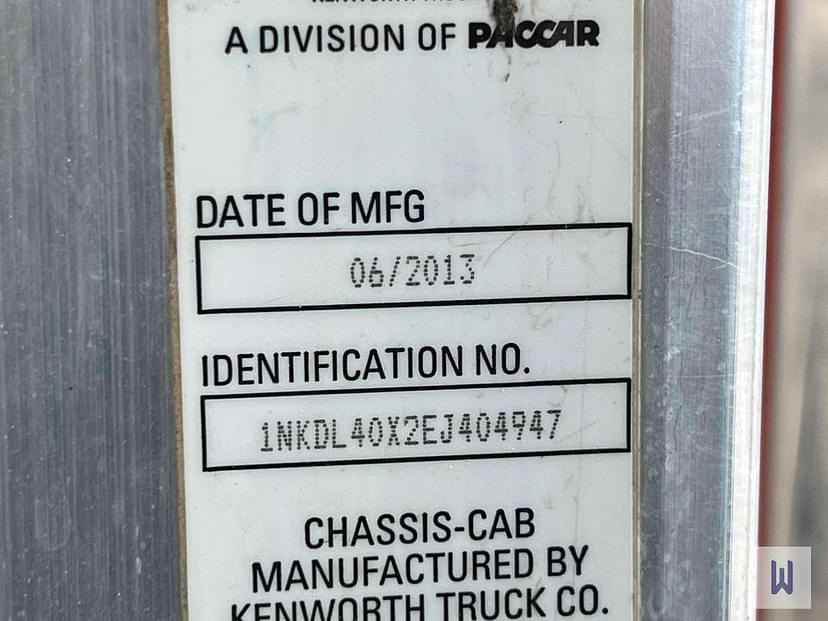 A DIVISION OF PACCAR
DATE OF MFG
06/2013
IDENTIFICATION NO.
1NKDL40X2EJ404947
CHASSIS-CAB
MANUFACTURED BY
KENWORTH TRUCK CO.
W